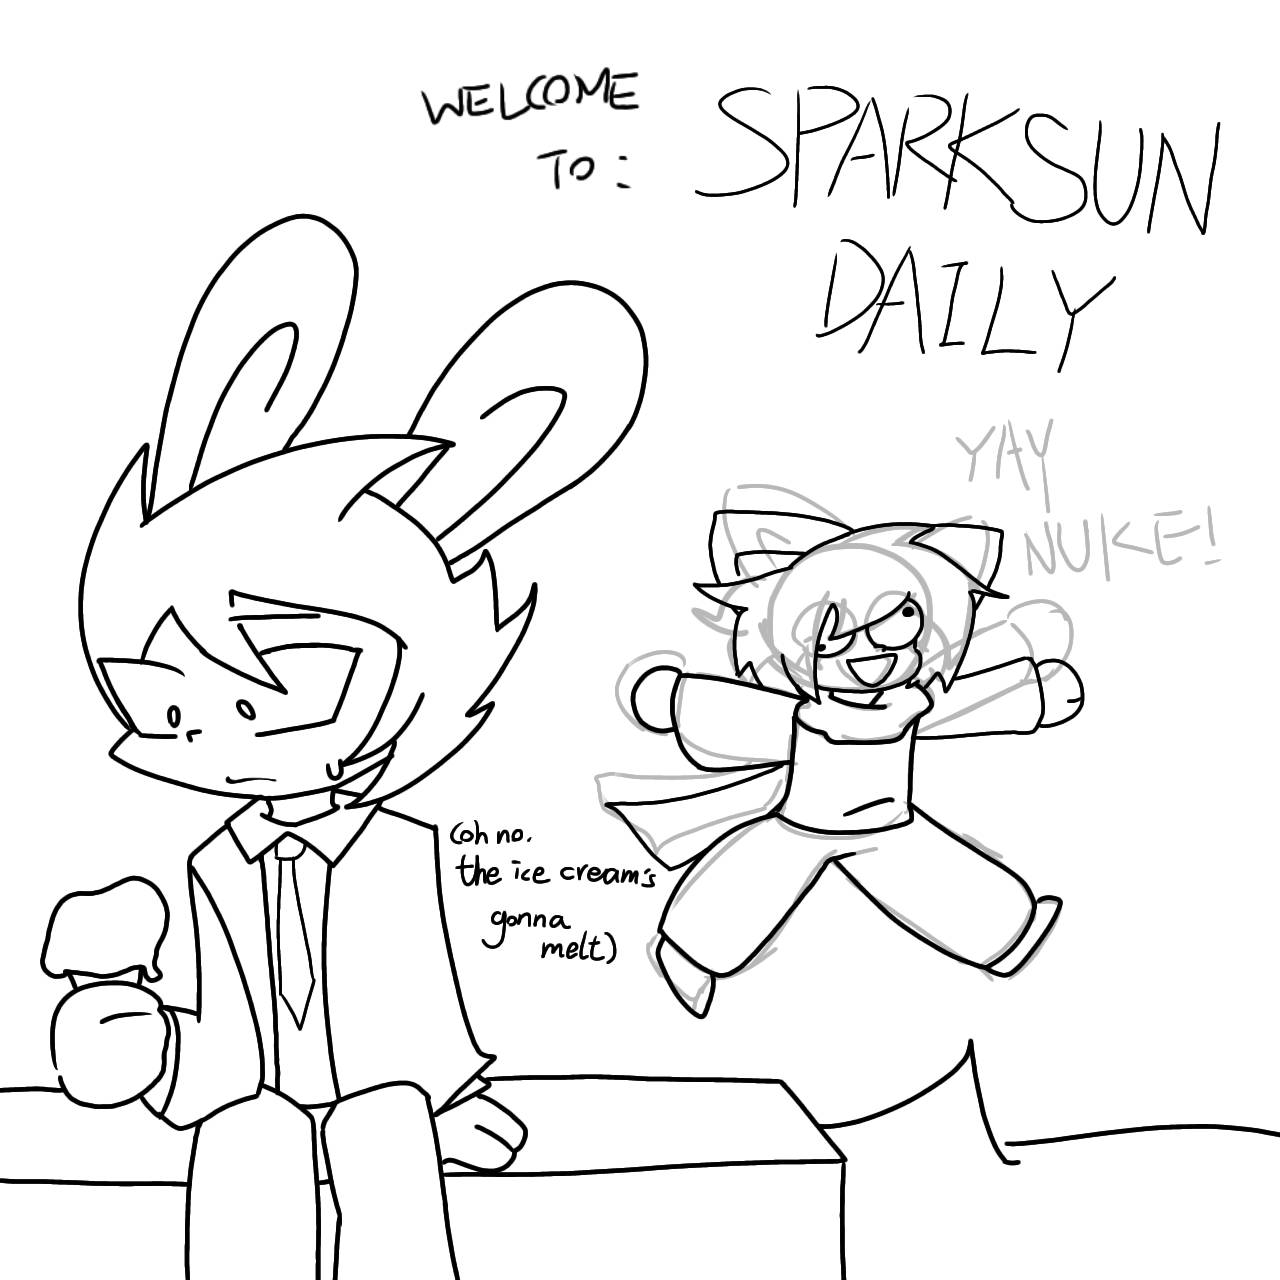 WELCOME
TO:
SPARKSUN
DAILY
YAY
NUKE!
(oh no.
the ice cream's
gonna
melt)